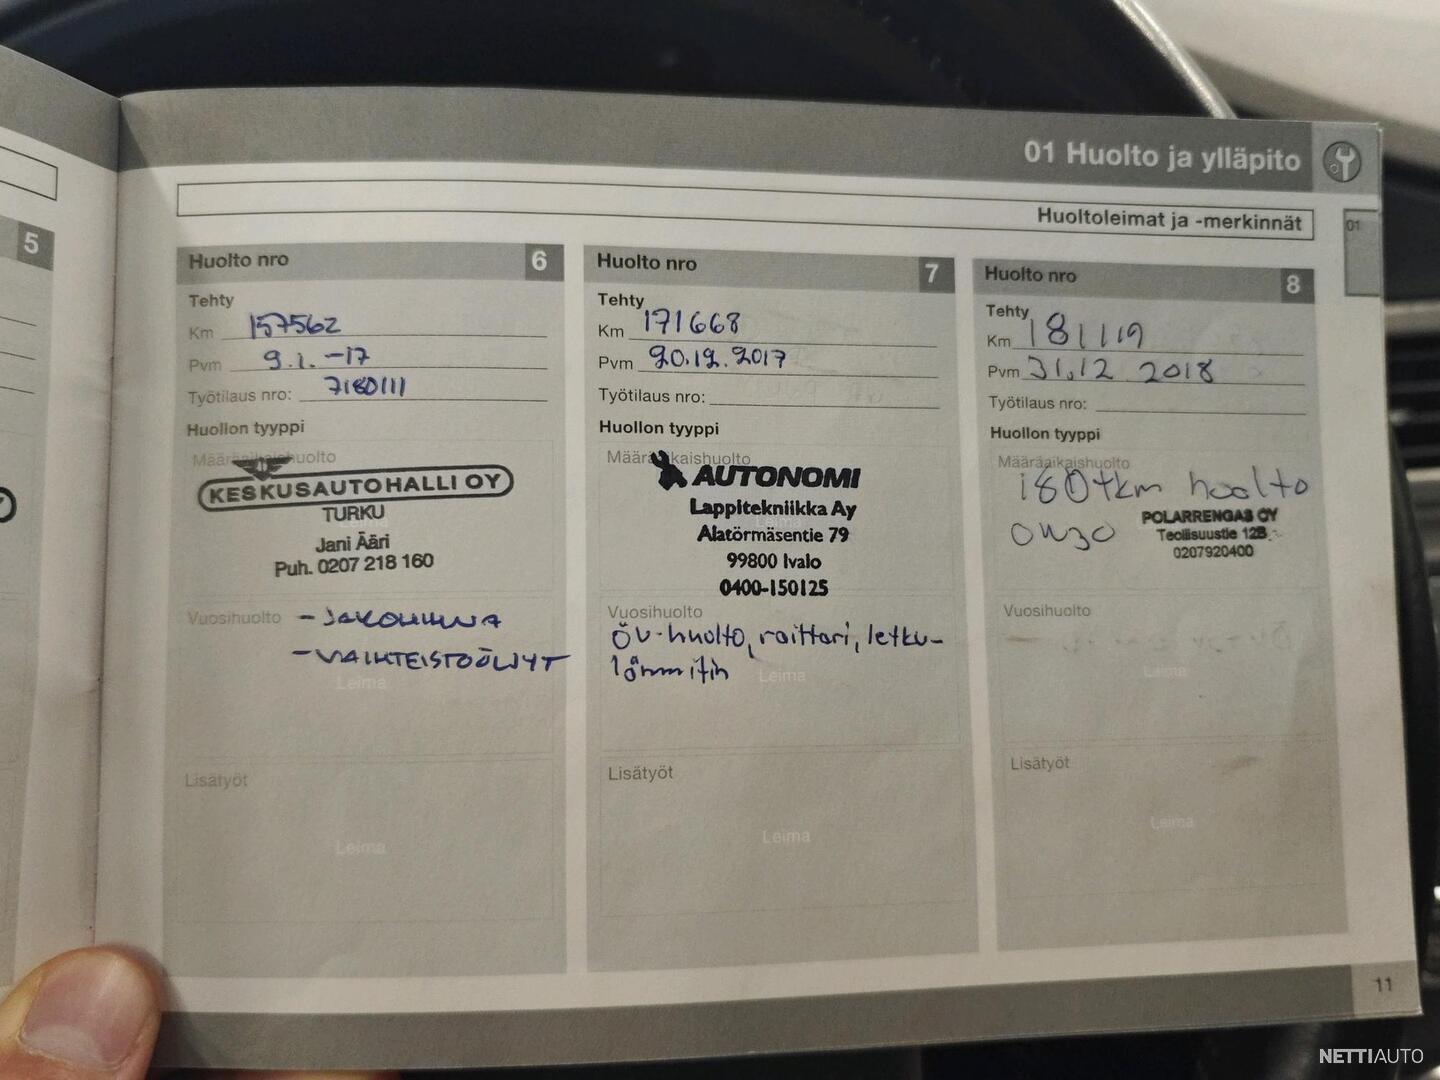 01 Huolto ja ylläpito
Huoltoleimat ja -merkinnät
01
5
Huolto nro 6
Tehty
Km 157562
Pvm 9.1.-17
Työtilaus nro: 7180111
Huollon tyyppi
Määräaikaishuolto
KESKUSAUTOHALLI OY
TURKU
Jani Ääri
Puh. 0207 218 160
Vuosihuolto - JAKOHIHNA
- VAIHTEISTOÖLJYT
Leima
Lisätyöt
Leima
Huolto nro 7
Tehty
Km 171668
Pvm 20.12.2017
Työtilaus nro:
Huollon tyyppi
Määräaikaishuolto
AUTONOMI
Lappitekniikka Ay
Leima
Alatörmäsentie 79
99800 Ivalo
0400-150125
Vuosihuolto
Öv-huolto, raittari, letku-
lämmitin
Leima
Lisätyöt
Leima
Huolto nro 8
Tehty
Km 181119
Pvm 31.12 2018
Työtilaus nro:
Huollon tyyppi
Määräaikaishuolto
180tkm huolto
POLARRENGAS OY
Teollisuustie 12B
0207920400
Vuosihuolto
Leima
Lisätyöt
Leima
11
NETTIAUTO